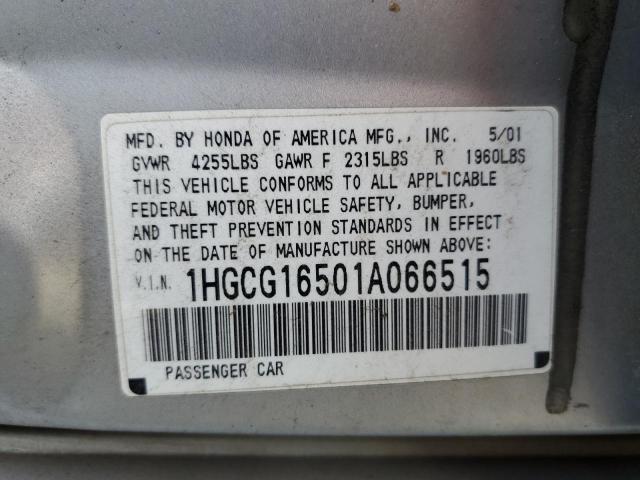 MFD. BY HONDA OF AMERICA MFG., INC. 5/01
GVWR 4255LBS GAWR F 2315LBS R 1960LBS
THIS VEHICLE CONFORMS TO ALL APPLICABLE
FEDERAL MOTOR VEHICLE SAFETY, BUMPER,
AND THEFT PREVENTION STANDARDS IN EFFECT
ON THE DATE OF MANUFACTURE SHOWN ABOVE:
V.I.N. 1HGCG16501A066515
PASSENGER CAR